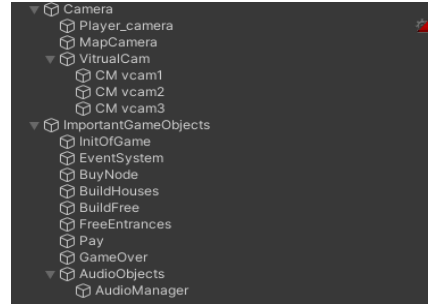 Camera
Player_camera
MapCamera
VitrualCam
CM vcam1
CM vcam2
CM vcam3
ImportantGameObjects
InitOfGame
EventSystem
BuyNode
BuildHouses
BuildFree
FreeEntrances
Pay
GameOver
AudioObjects
AudioManager